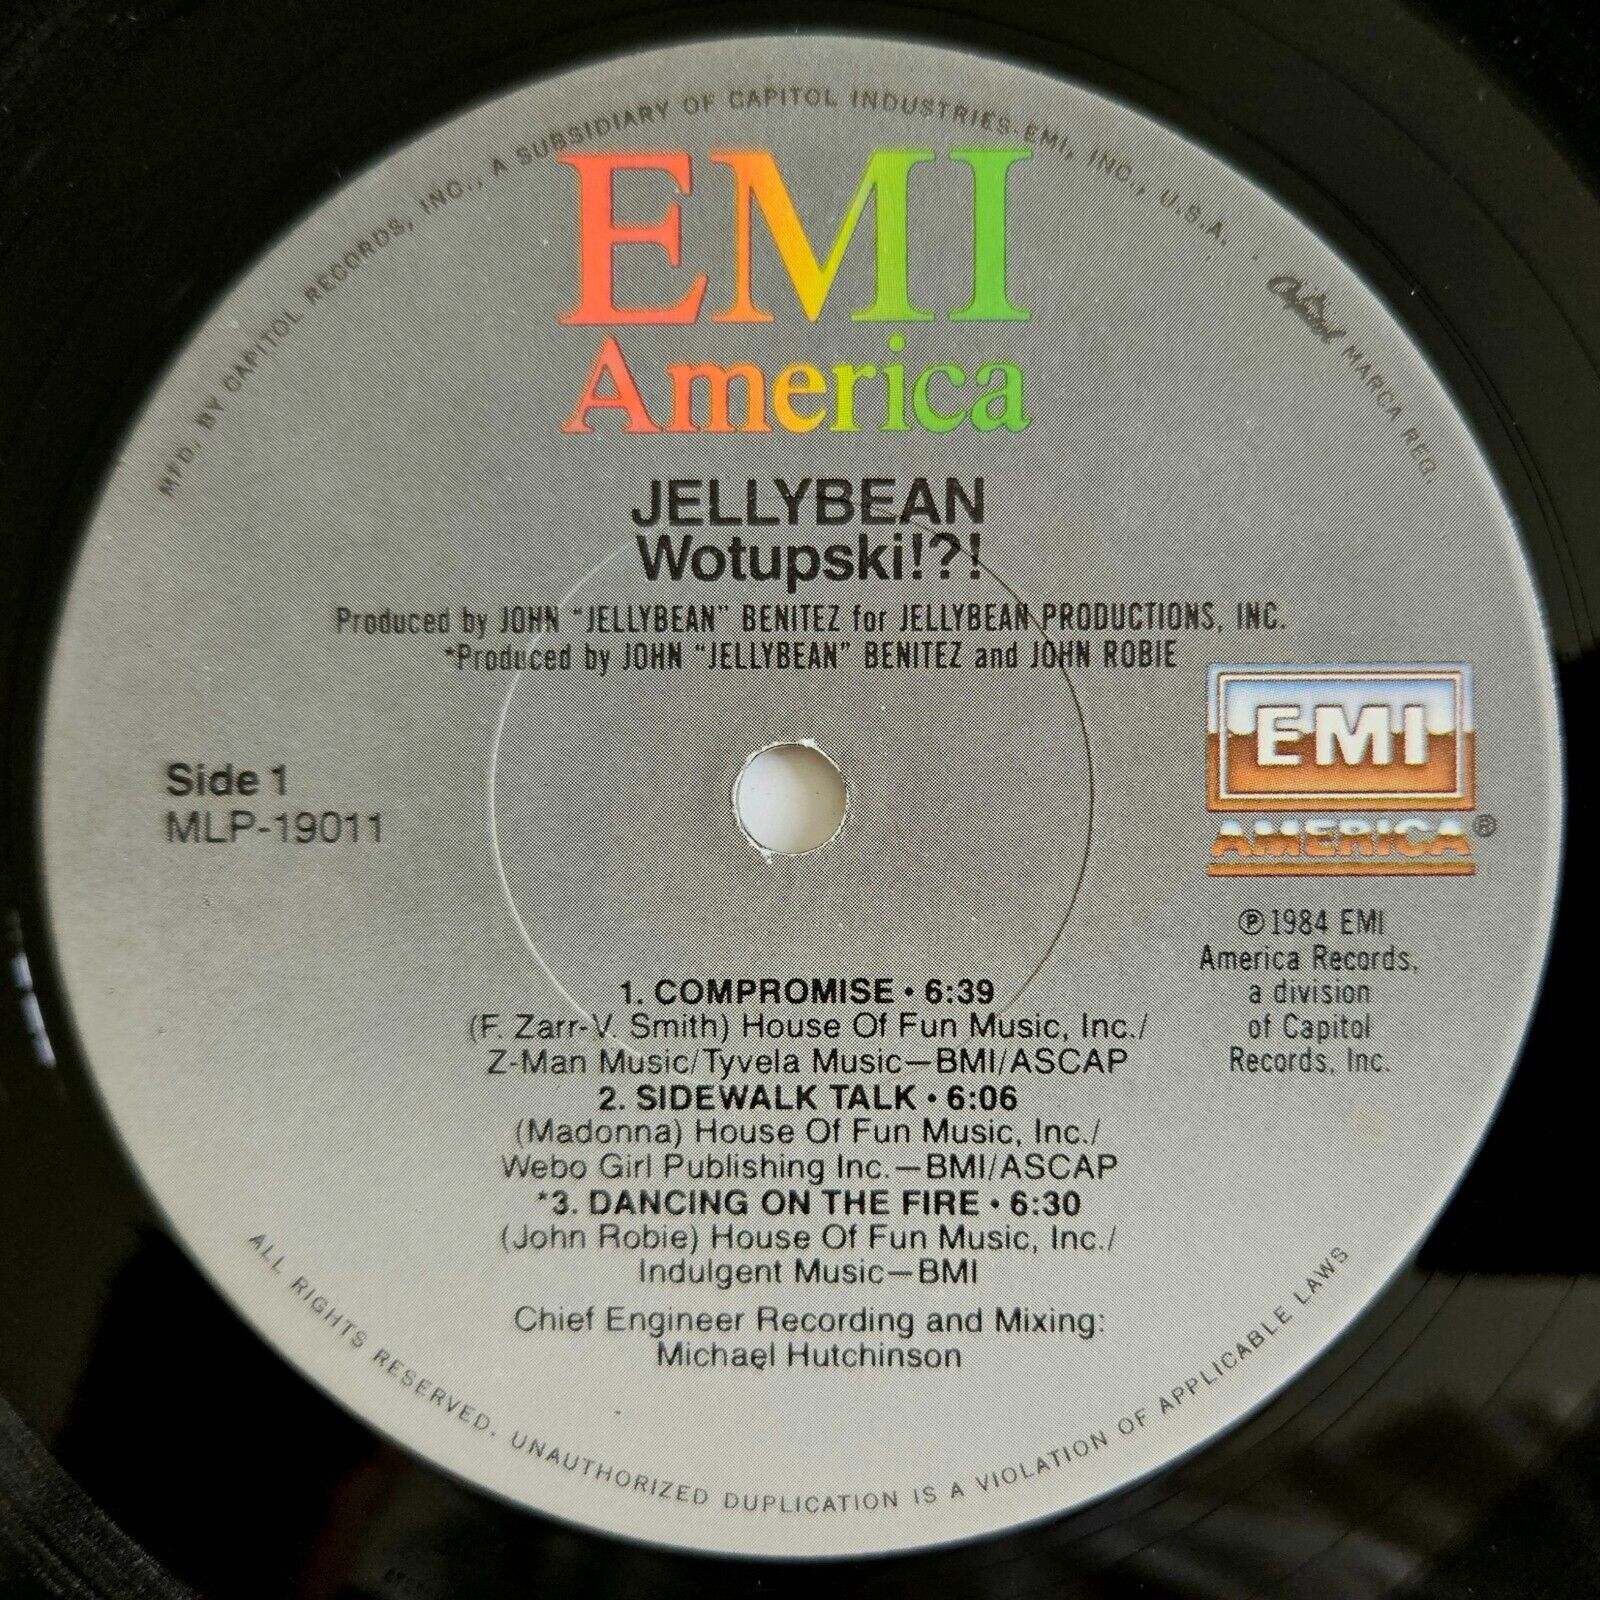 MFD. BY CAPITOL RECORDS, INC., A SUBSIDIARY OF CAPITOL INDUSTRIES-EMI, INC., U.S.A.
Capitol MARCA REG.
EMI
America
JELLYBEAN
Wotupski!?!
Produced by JOHN "JELLYBEAN" BENITEZ for JELLYBEAN PRODUCTIONS, INC.
*Produced by JOHN "JELLYBEAN" BENITEZ and JOHN ROBIE
Side 1
MLP-19011
EMI
AMERICA®
℗1984 EMI
America Records,
a division
of Capitol
Records, Inc.
1. COMPROMISE • 6:39
(F. Zarr-V. Smith) House Of Fun Music, Inc./
Z-Man Music/Tyvela Music—BMI/ASCAP
2. SIDEWALK TALK • 6:06
(Madonna) House Of Fun Music, Inc./
Webo Girl Publishing Inc.—BMI/ASCAP
*3. DANCING ON THE FIRE • 6:30
(John Robie) House Of Fun Music, Inc./
Indulgent Music—BMI
Chief Engineer Recording and Mixing:
Michael Hutchinson
ALL RIGHTS RESERVED. UNAUTHORIZED DUPLICATION IS A VIOLATION OF APPLICABLE LAWS